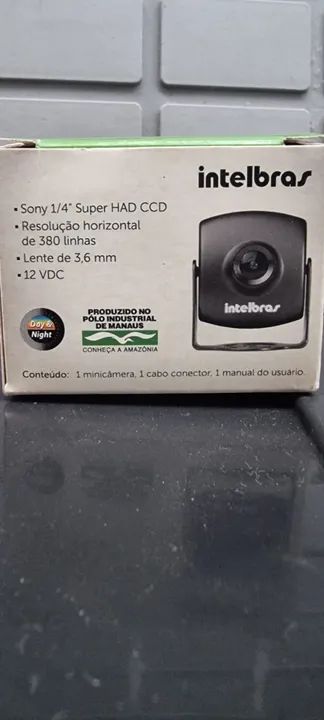 intelbras
• Sony 1/4" Super HAD CCD
• Resolução horizontal
de 380 linhas
• Lente de 3,6 mm
• 12 VDC
intelbras
Day &
Night
PRODUZIDO NO
PÓLO INDUSTRIAL
DE MANAUS
CONHEÇA A AMAZÔNIA
Conteúdo: 1 minicâmera, 1 cabo conector, 1 manual do usuário.